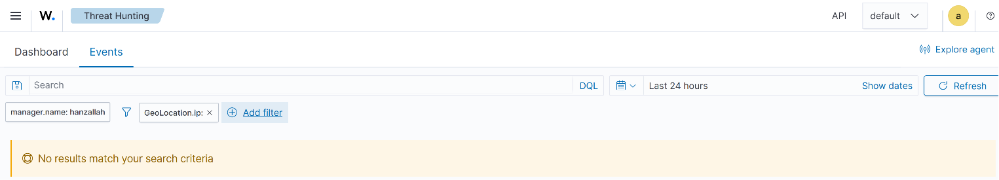 W. Threat Hunting API default a
Dashboard Events Explore agent
Search DQL Last 24 hours Show dates Refresh
manager.name: hanzallah GeoLocation.ip: × Add filter
No results match your search criteria